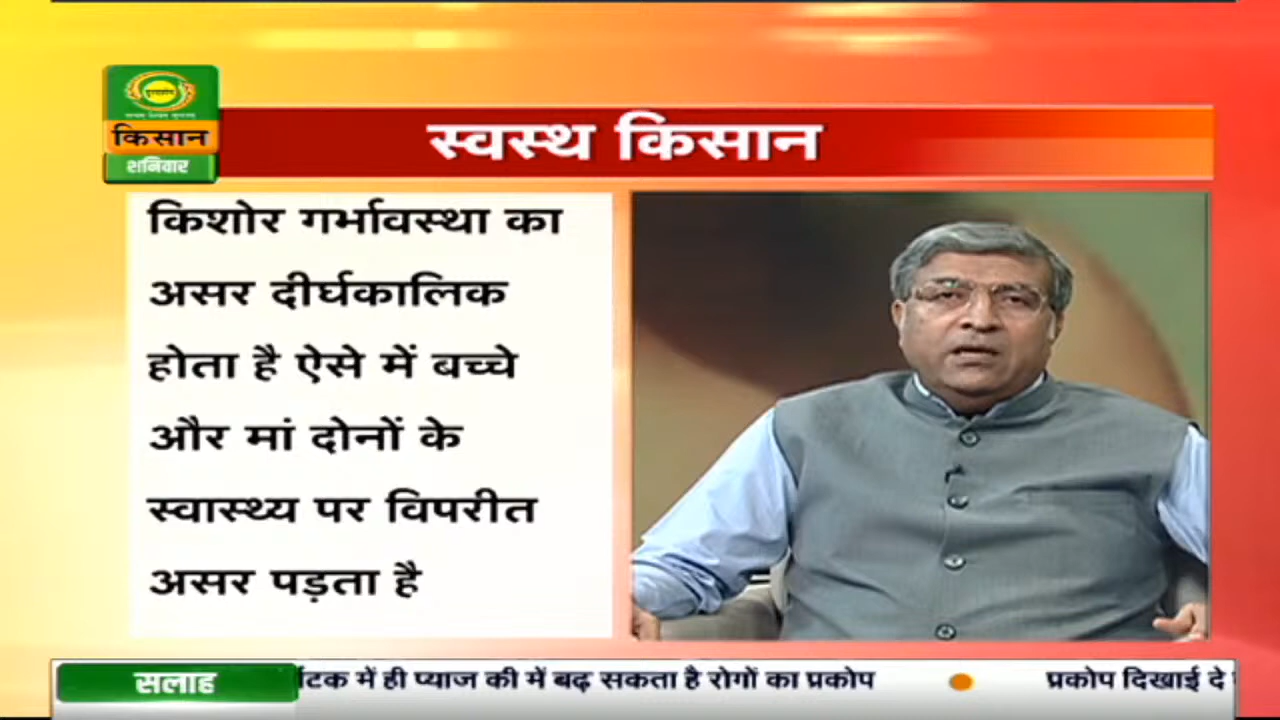 किसान
शनिवार
स्वस्थ किसान
किशोर गर्भावस्था का
असर दीर्घकालिक
होता है ऐसे में बच्चे
और मां दोनों के
स्वास्थ्य पर विपरीत
असर पड़ता है
सलाह
में ही प्याज की में बढ़ सकता है रोगों का प्रकोप
प्रकोप दिखाई दे